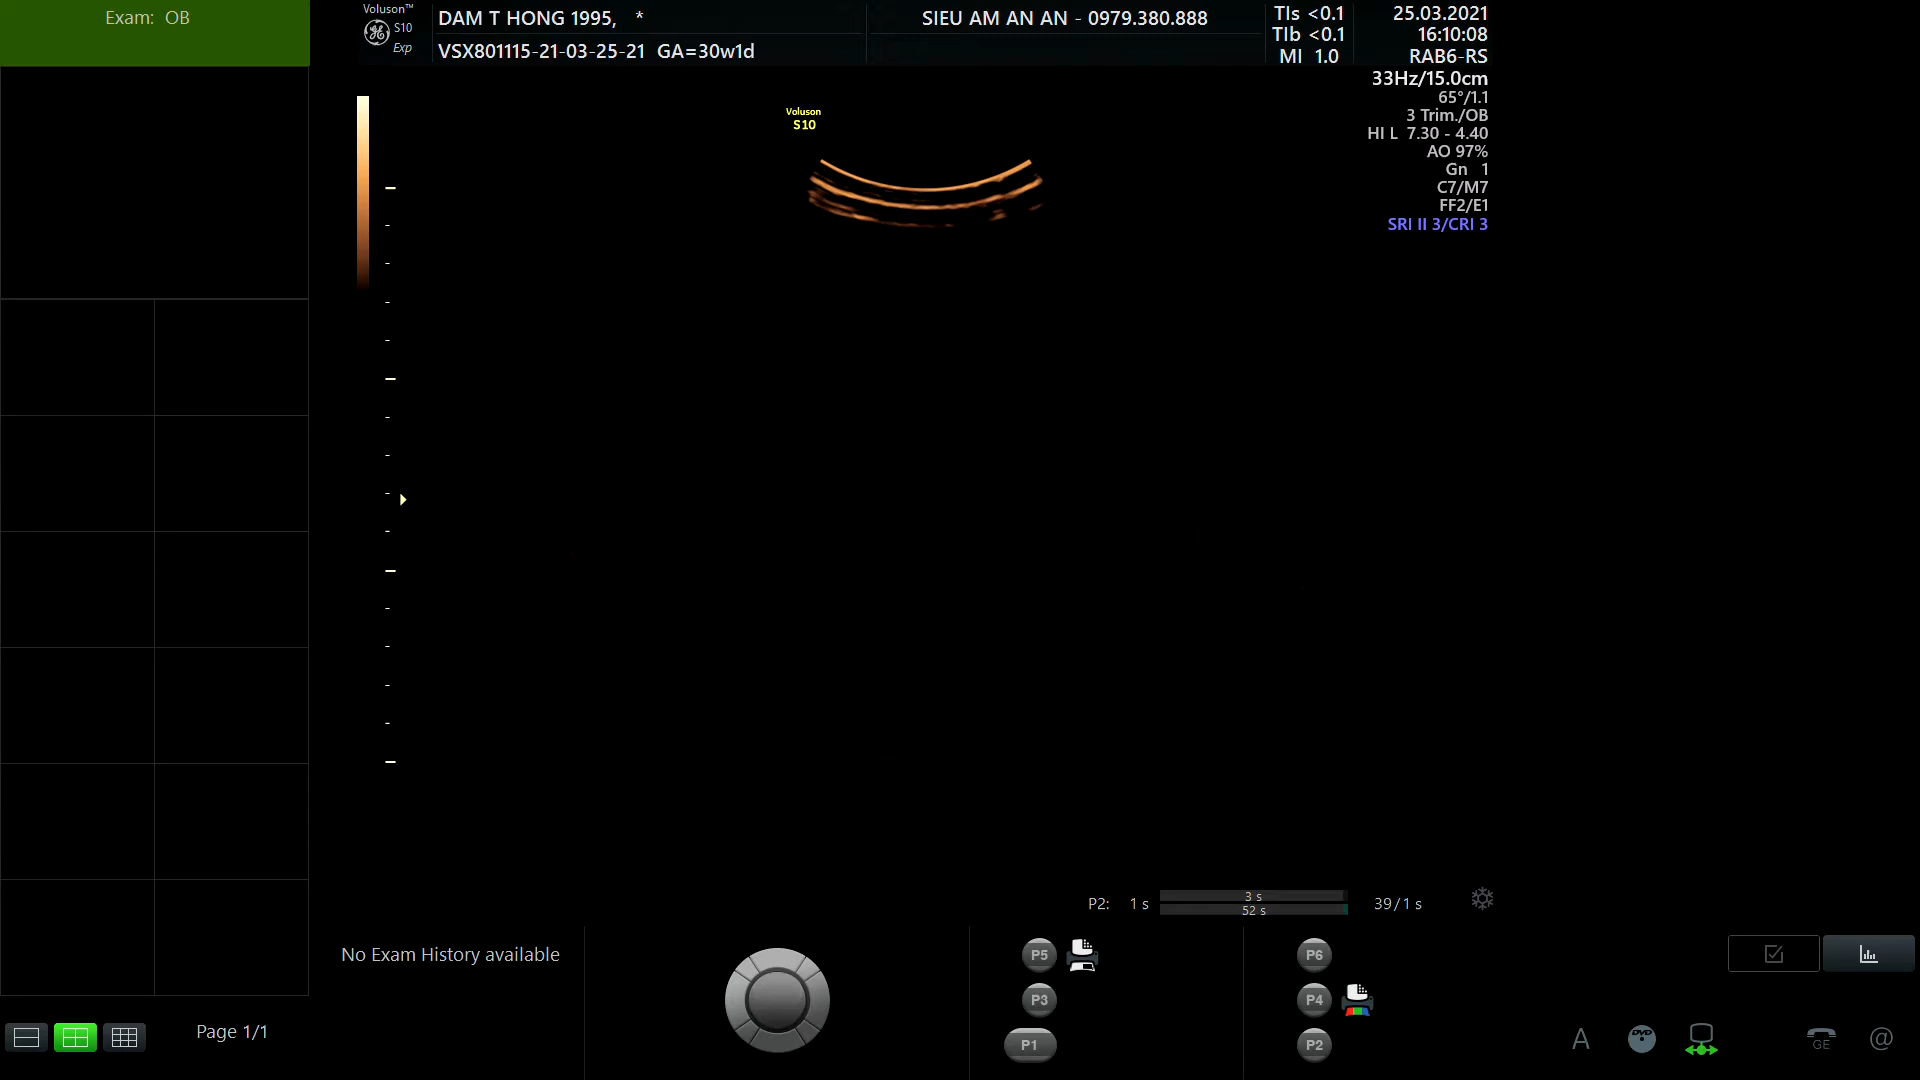 Exam: OB
Voluson™
S10
Exp
DAM T HONG 1995, *
VSX801115-21-03-25-21 GA=30w1d
SIEU AM AN AN - 0979.380.888
TIs <0.1
TIb <0.1
MI 1.0
25.03.2021
16:10:08
RAB6-RS
33Hz/15.0cm
65°/1.1
3 Trim./OB
HI L 7.30 - 4.40
AO 97%
Gn 1
C7/M7
FF2/E1
SRI II 3/CRI 3
Voluson
S10
P2: 1 s
3 s
52 s
39/1 s
No Exam History available
P5
P3
P1
P6
P4
P2
Page 1/1
A
DVD
GE
@